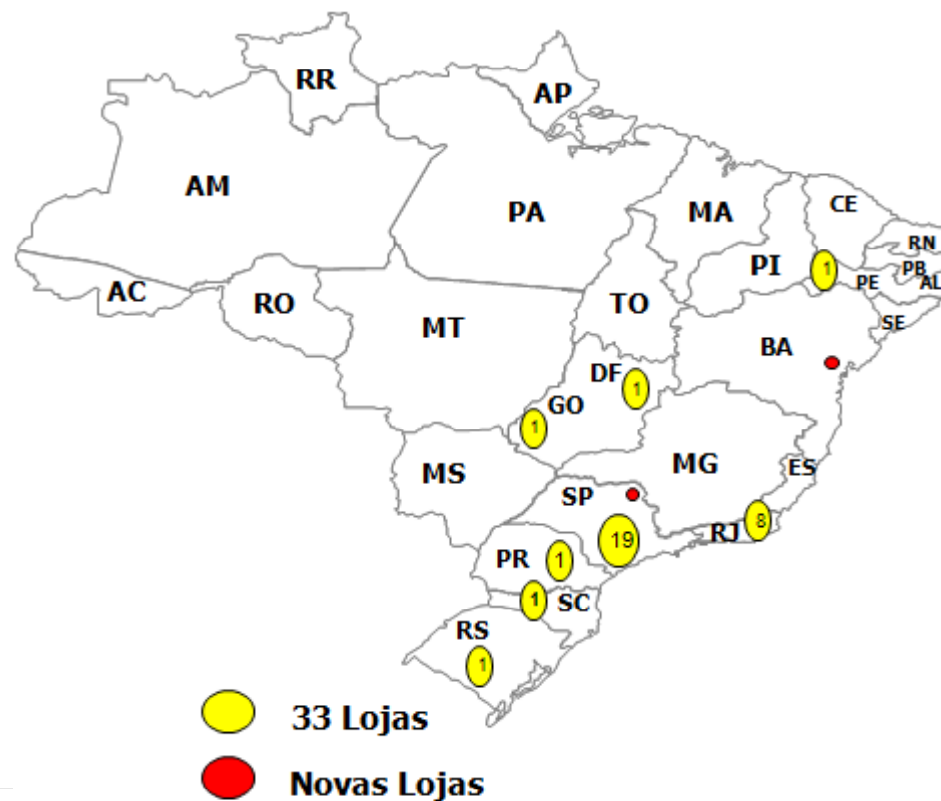 RR
AP
AM
PA
MA
CE
RN
PI
1
PB
PE
AL
AC
RO
TO
SE
MT
BA
DF
1
GO
1
MS
MG
ES
SP
RJ
8
19
PR
1
1
SC
RS
1
33 Lojas
Novas Lojas